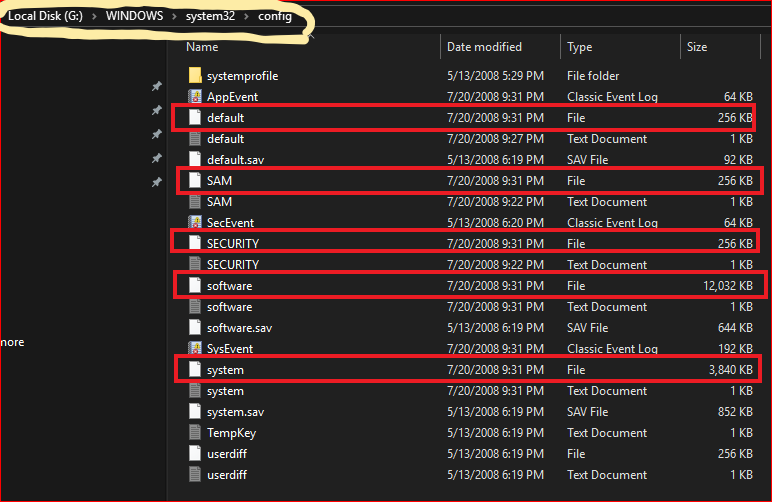 Local Disk (G:) > WINDOWS > system32 > config
Name Date modified Type Size
systemprofile 5/13/2008 5:29 PM File folder
AppEvent 7/20/2008 9:31 PM Classic Event Log 64 KB
default 7/20/2008 9:31 PM File 256 KB
default 7/20/2008 9:27 PM Text Document 1 KB
default.sav 5/13/2008 6:19 PM SAV File 92 KB
SAM 7/20/2008 9:31 PM File 256 KB
SAM 7/20/2008 9:22 PM Text Document 1 KB
SecEvent 5/13/2008 6:20 PM Classic Event Log 64 KB
SECURITY 7/20/2008 9:31 PM File 256 KB
SECURITY 7/20/2008 9:22 PM Text Document 1 KB
software 7/20/2008 9:31 PM File 12,032 KB
software 7/20/2008 9:31 PM Text Document 1 KB
software.sav 5/13/2008 6:19 PM SAV File 644 KB
SysEvent 7/20/2008 9:31 PM Classic Event Log 192 KB
system 7/20/2008 9:31 PM File 3,840 KB
system 7/20/2008 9:31 PM Text Document 1 KB
system.sav 5/13/2008 6:19 PM SAV File 852 KB
TempKey 5/13/2008 6:19 PM Text Document 1 KB
userdiff 5/13/2008 6:19 PM File 256 KB
userdiff 5/13/2008 6:19 PM Text Document 1 KB
more